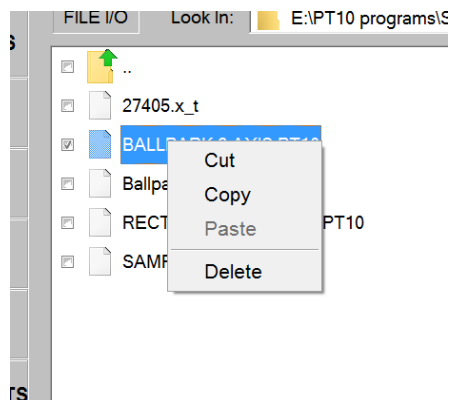 FILE I/O Look In: E:\PT10 programs\S
..
27405.x_t
BALLPARK 3 AXIS.PT10
Cut
Ballpa
Copy
RECT PT10
Paste
SAMP
Delete
TS